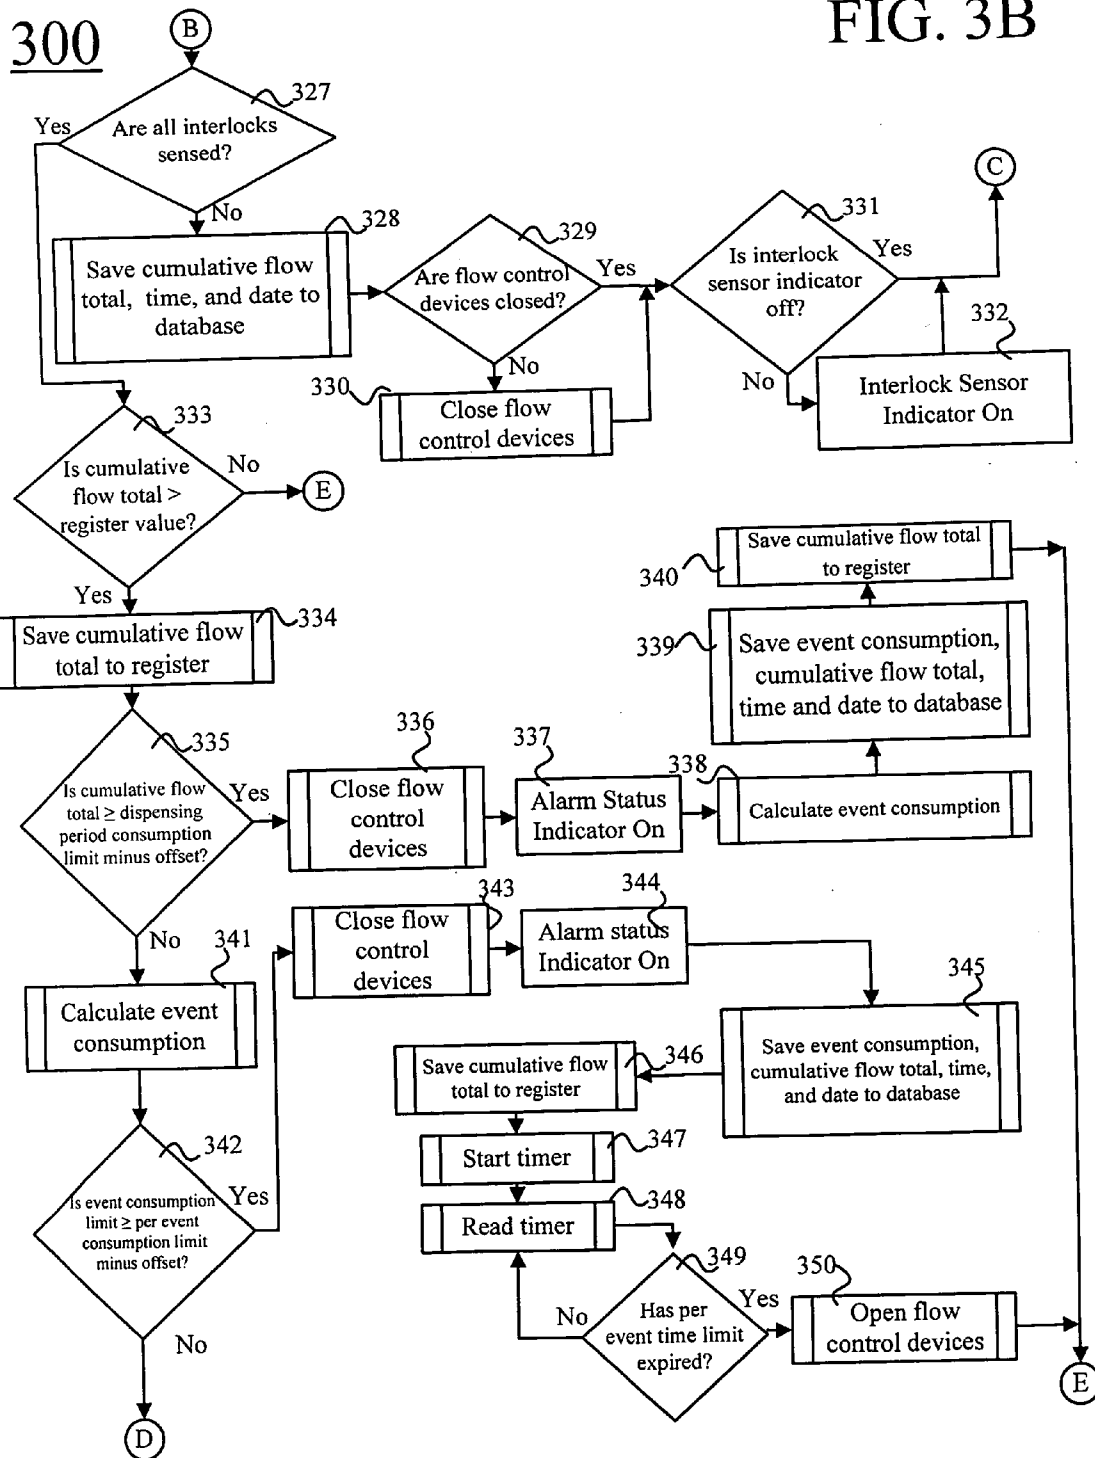 300
FIG. 3B
B
327
Are all interlocks
sensed?
Yes
No
328
Save cumulative flow
total, time, and date to
database
329
Are flow control
devices closed?
Yes
No
330
Close flow
control devices
331
Is interlock
sensor indicator
off?
Yes
No
C
332
Interlock Sensor
Indicator On
333
Is cumulative
flow total >
register value?
No
E
Yes
334
Save cumulative flow
total to register
335
Is cumulative flow
total ≥ dispensing
period consumption
limit minus offset?
Yes
No
336
Close flow
control
devices
337
Alarm Status
Indicator On
338
Calculate event consumption
339
Save event consumption,
cumulative flow total,
time and date to database
340
Save cumulative flow total
to register
341
Calculate event
consumption
342
Is event consumption
limit ≥ per event
consumption limit
minus offset?
Yes
No
D
343
Close flow
control
devices
344
Alarm status
Indicator On
345
Save event consumption,
cumulative flow total, time,
and date to database
346
Save cumulative flow
total to register
347
Start timer
348
Read timer
349
Has per
event time limit
expired?
No
Yes
350
Open flow
control devices
E